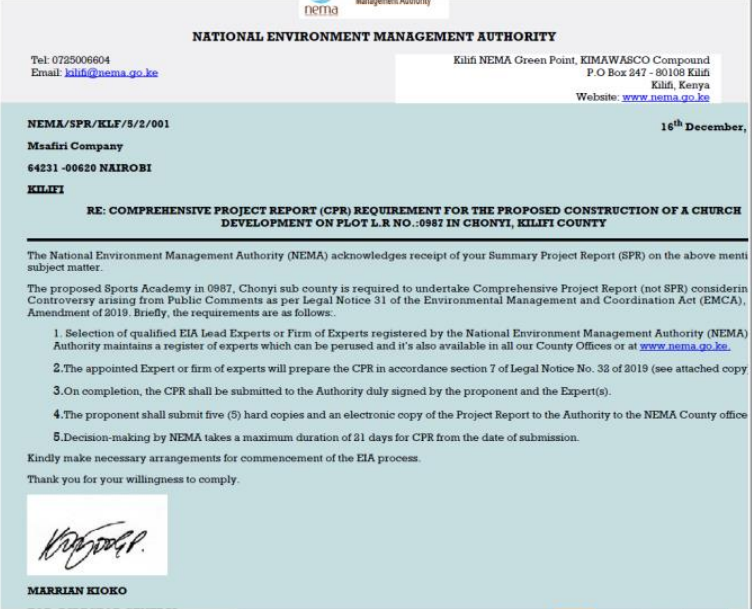 nema
Management Authority
NATIONAL ENVIRONMENT MANAGEMENT AUTHORITY
Tel: 0725006604
Email: kilifi@nema.go.ke
Kilifi NEMA Green Point, KIMAWASCO Compound
P.O Box 247 - 80108 Kilifi
Kilifi, Kenya
Website: www.nema.go.ke
NEMA/SPR/KLF/5/2/001
16th December,
Msafiri Company
64231 -00620 NAIROBI
KILIFI
RE: COMPREHENSIVE PROJECT REPORT (CPR) REQUIREMENT FOR THE PROPOSED CONSTRUCTION OF A CHURCH
DEVELOPMENT ON PLOT L.R NO.:0987 IN CHONYI, KILIFI COUNTY
The National Environment Management Authority (NEMA) acknowledges receipt of your Summary Project Report (SPR) on the above menti
subject matter.
The proposed Sports Academy in 0987, Chonyi sub county is required to undertake Comprehensive Project Report (not SPR) considerin
Controversy arising from Public Comments as per Legal Notice 31 of the Environmental Management and Coordination Act (EMCA),
Amendment of 2019. Briefly, the requirements are as follows:.
1. Selection of qualified EIA Lead Experts or Firm of Experts registered by the National Environment Management Authority (NEMA)
Authority maintains a register of experts which can be perused and it's also available in all our County Offices or at www.nema.go.ke.
2.The appointed Expert or firm of experts will prepare the CPR in accordance section 7 of Legal Notice No. 32 of 2019 (see attached copy
3.On completion, the CPR shall be submitted to the Authority duly signed by the proponent and the Expert(s).
4.The proponent shall submit five (5) hard copies and an electronic copy of the Project Report to the Authority to the NEMA County office
5.Decision-making by NEMA takes a maximum duration of 21 days for CPR from the date of submission.
Kindly make necessary arrangements for commencement of the EIA process.
Thank you for your willingness to comply.
MARRIAN KIOKO